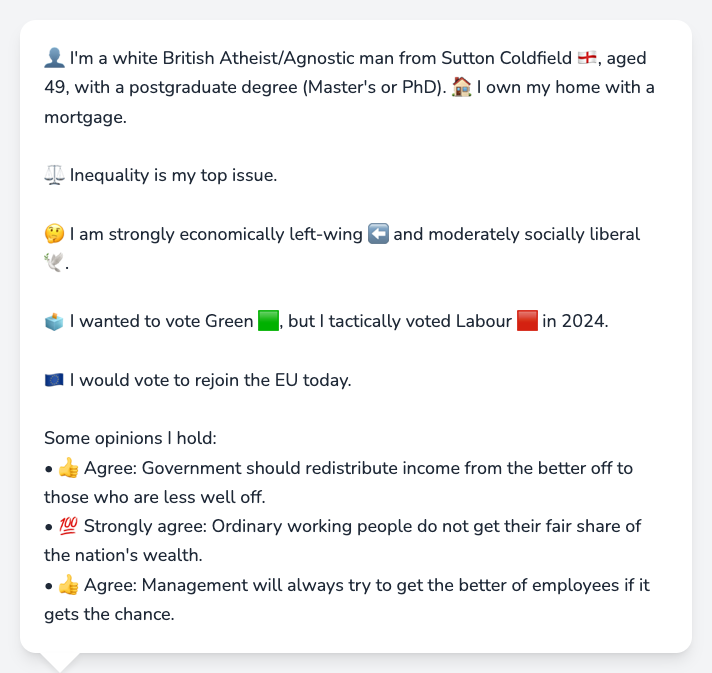 👤 I'm a white British Atheist/Agnostic man from Sutton Coldfield 🏴󠁧󠁢󠁥󠁮󠁧󠁿, aged
49, with a postgraduate degree (Master's or PhD). 🏠 I own my home with a
mortgage.
⚖️ Inequality is my top issue.
🤔 I am strongly economically left-wing ⬅️ and moderately socially liberal
🕊️.
🗳️ I wanted to vote Green 🟩, but I tactically voted Labour 🟥 in 2024.
🇪🇺 I would vote to rejoin the EU today.
Some opinions I hold:
• 👍 Agree: Government should redistribute income from the better off to
those who are less well off.
• 💯 Strongly agree: Ordinary working people do not get their fair share of
the nation's wealth.
• 👍 Agree: Management will always try to get the better of employees if it
gets the chance.